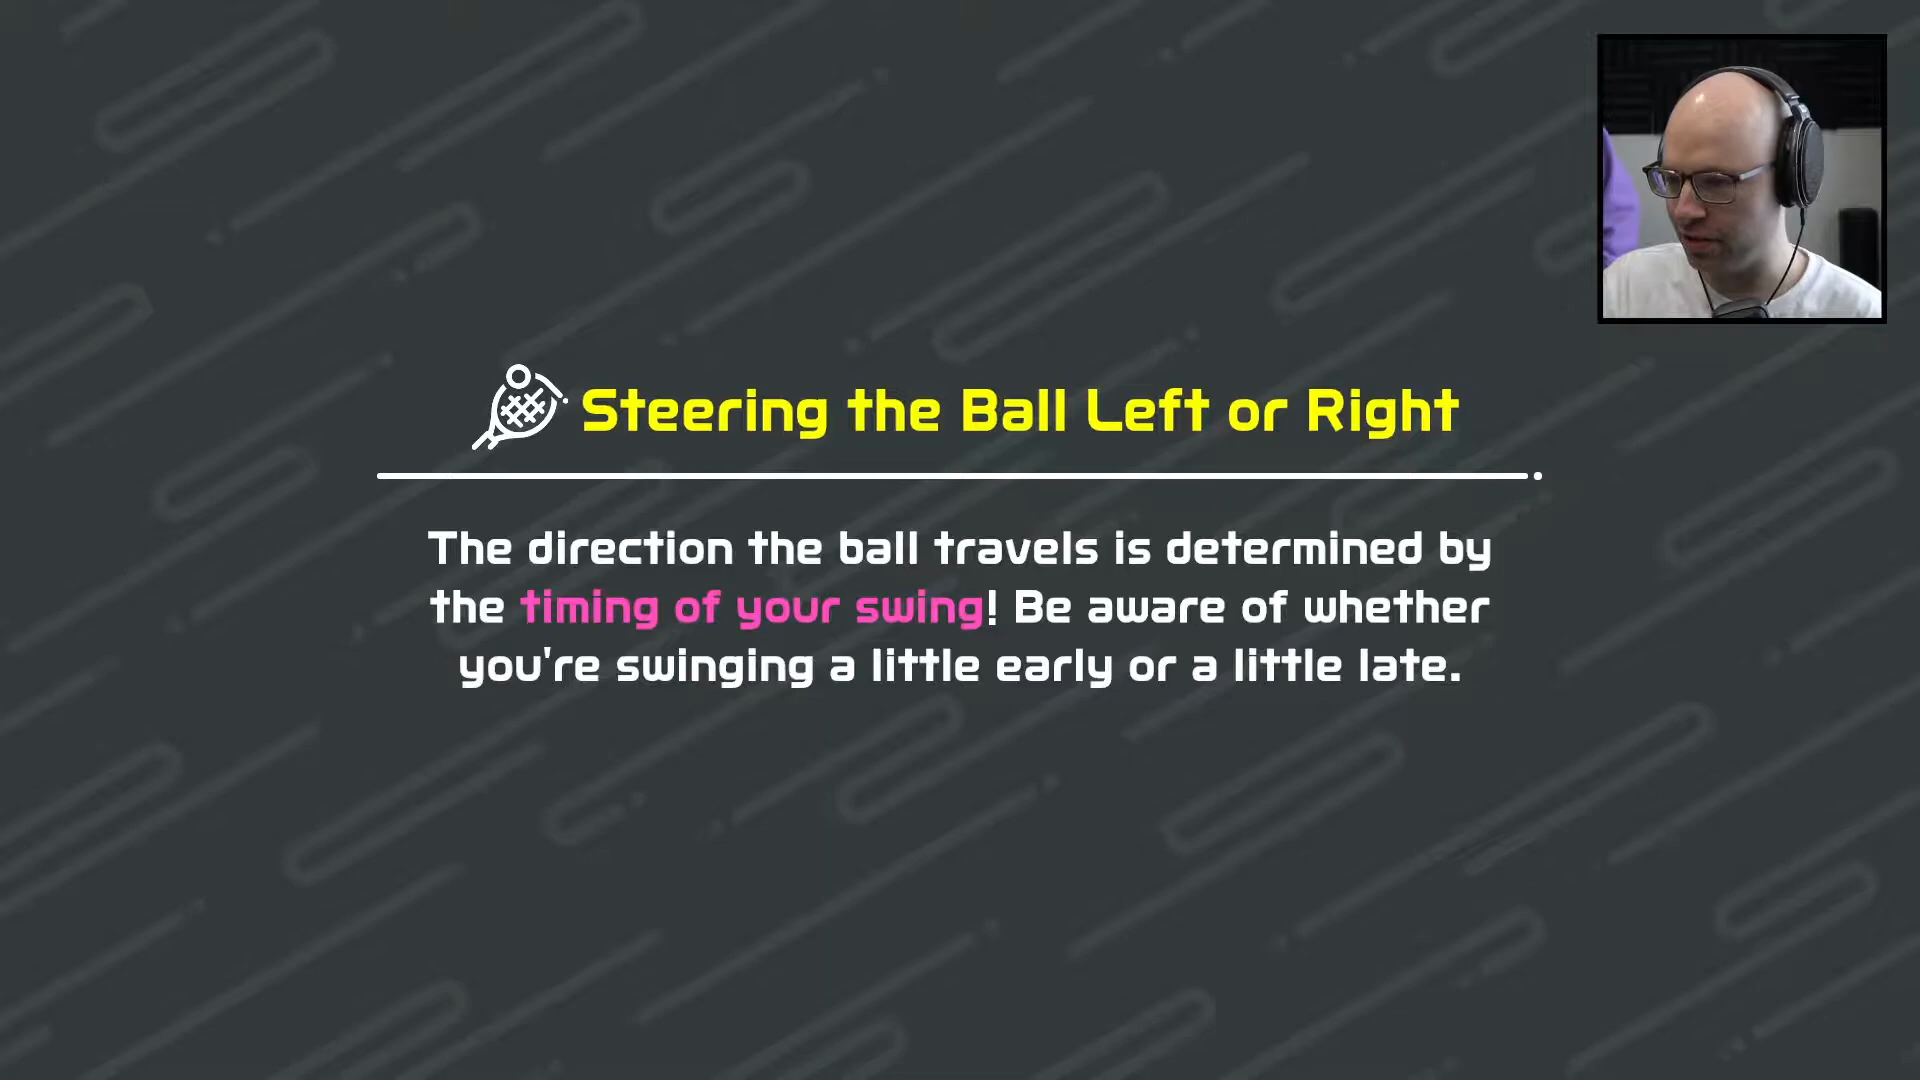 Steering the Ball Left or Right
The direction the ball travels is determined by
the timing of your swing! Be aware of whether
you're swinging a little early or a little late.